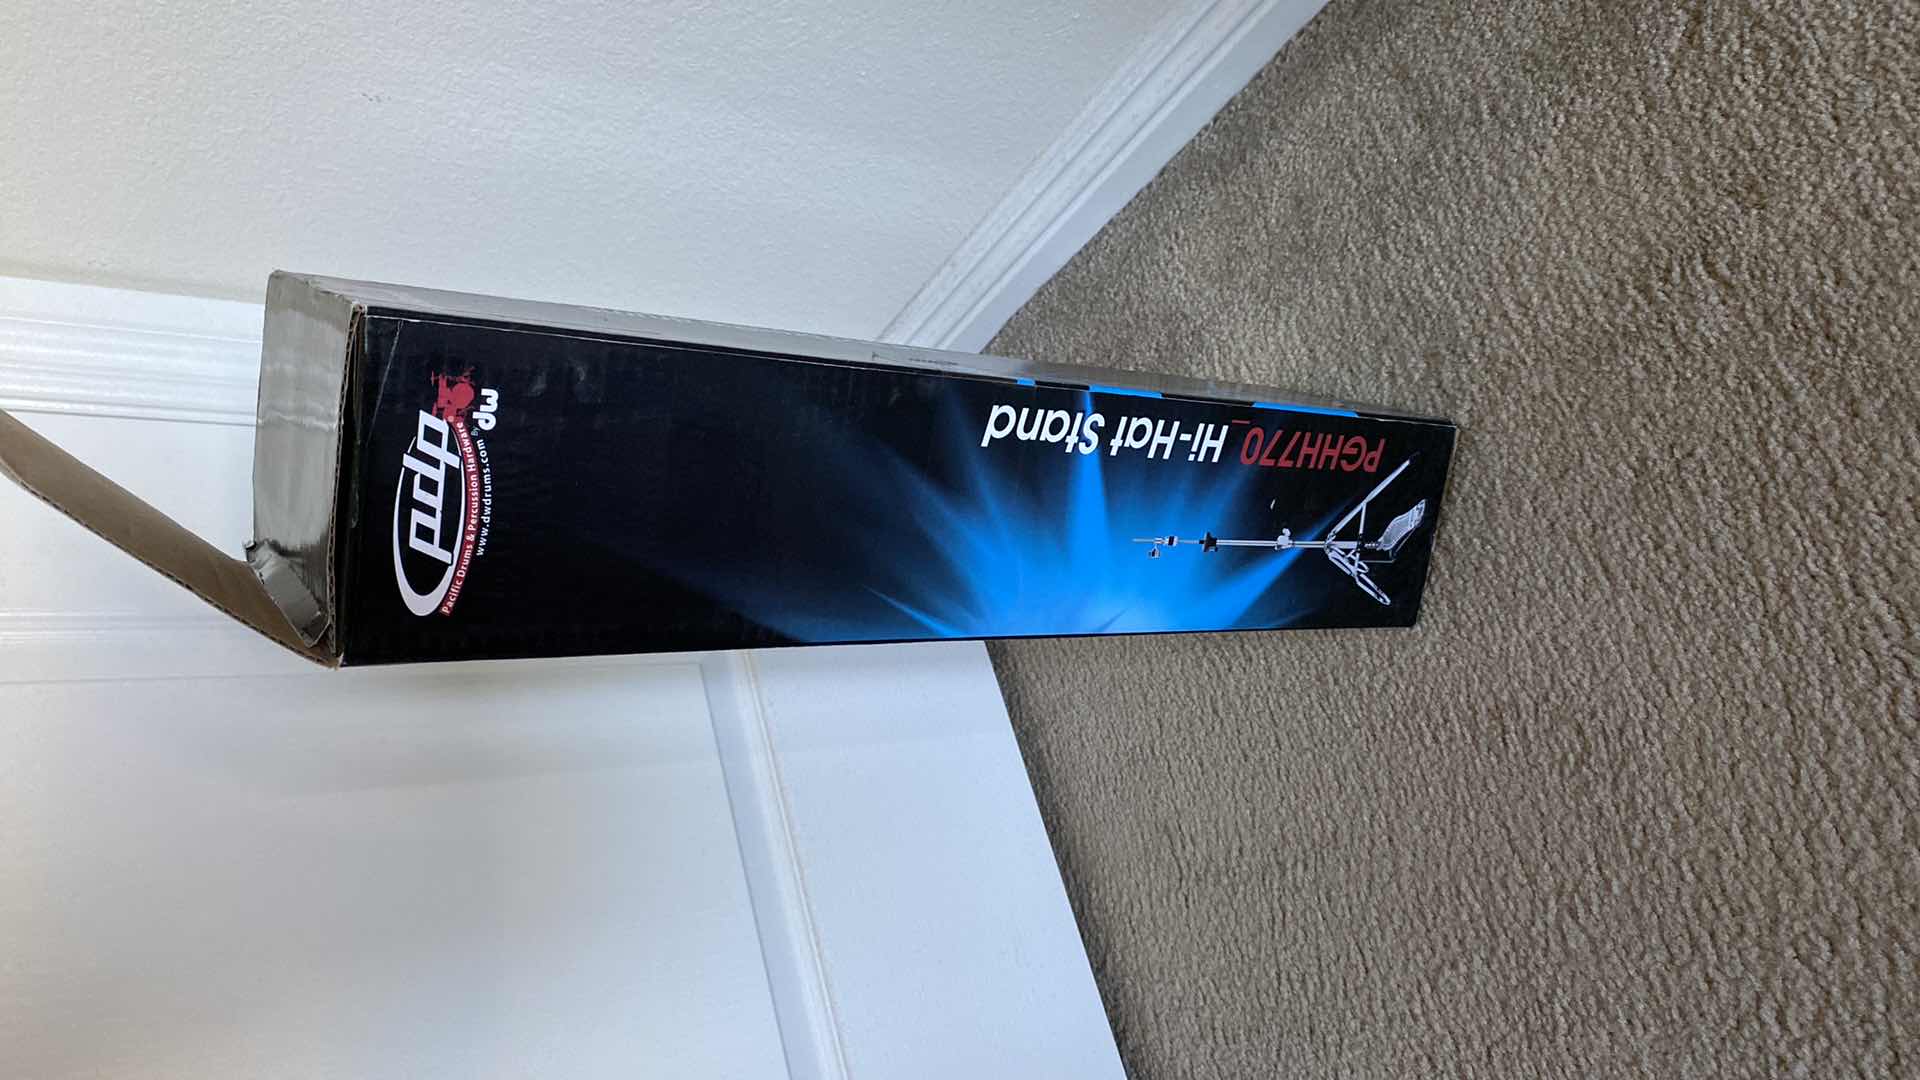 pdp
Pacific Drums & Percussion Hardware
www.dwdrums.com By dw
PGHH770_Hi-Hat Stand